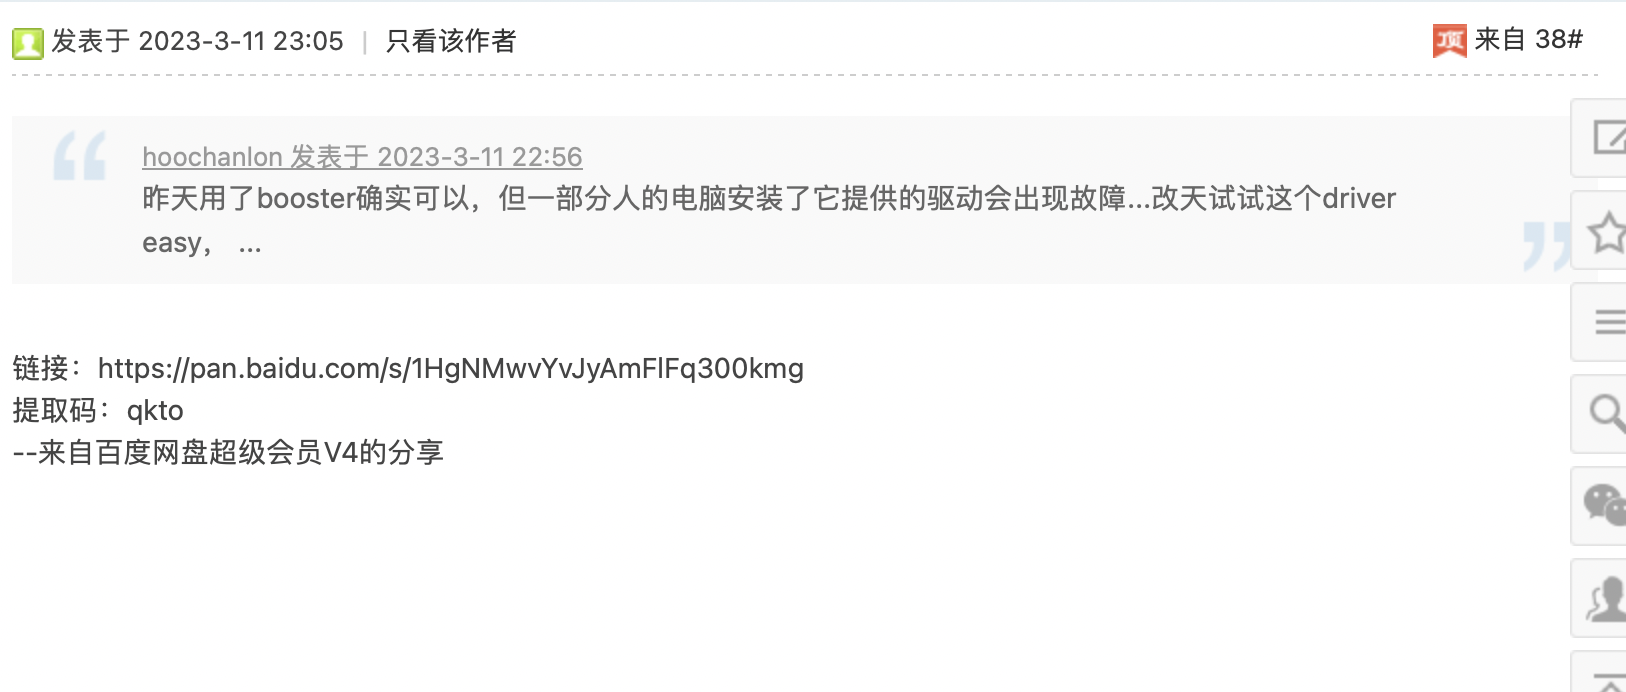 发表于 2023-3-11 23:05 | 只看该作者
顶 来自 38#
hoochanlon 发表于 2023-3-11 22:56
昨天用了booster确实可以，但一部分人的电脑安装了它提供的驱动会出现故障...改天试试这个driver
easy， ...
链接：https://pan.baidu.com/s/1HgNMwvYvJyAmFlFq300kmg
提取码：qkto
--来自百度网盘超级会员V4的分享